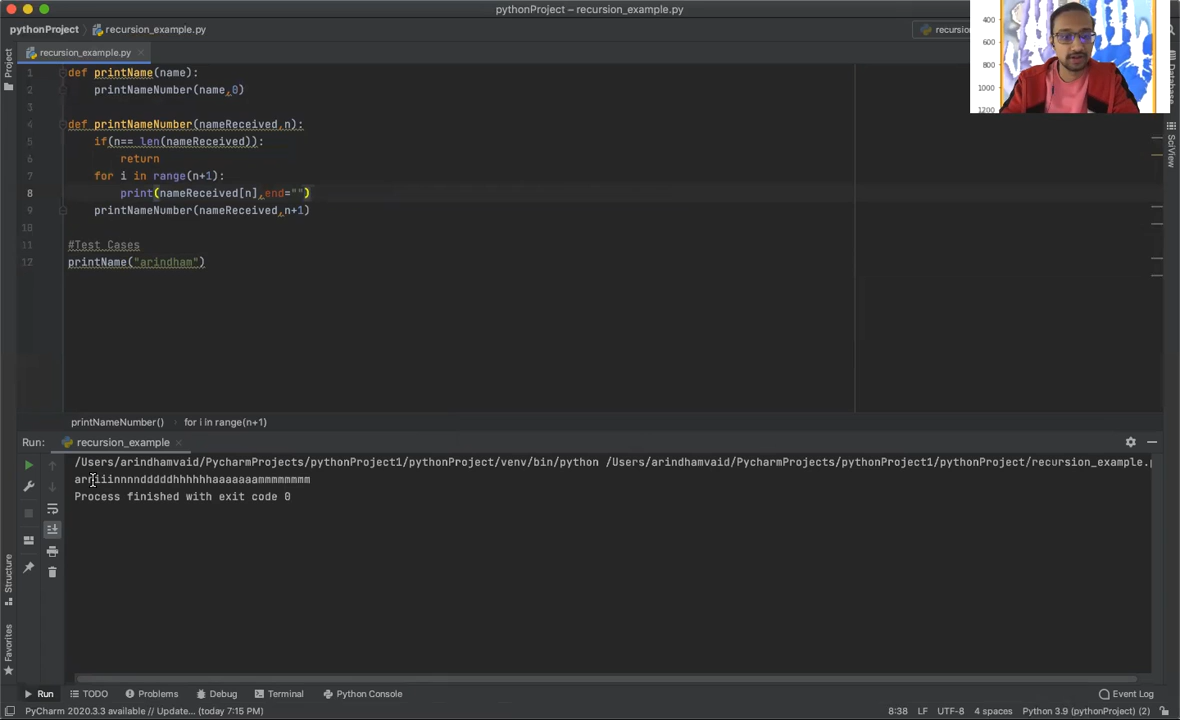 pythonProject – recursion_example.py
pythonProject
recursion_example.py
recursio
recursion_example.py
Project
1 def printName(name):
2 printNameNumber(name,0)
3
4 def printNameNumber(nameReceived,n):
5 if(n== len(nameReceived)):
6 return
7 for i in range(n+1):
8 print(nameReceived[n],end="")
9 printNameNumber(nameReceived,n+1)
10
11 #Test Cases
12 printName("arindham")
400
600
800
1000
1200
Database
SciView
printNameNumber() › for i in range(n+1)
Run: recursion_example
/Users/arindhamvaid/PycharmProjects/pythonProject1/pythonProject/venv/bin/python /Users/arindhamvaid/PycharmProjects/pythonProject1/pythonProject/recursion_example.p
Process finished with exit code 0
Structure
Favorites
Run TODO Problems Debug Terminal Python Console Event Log
PyCharm 2020.3.3 available // Update... (today 7:15 PM) 8:38 LF UTF-8 4 spaces Python 3.9 (pythonProject) (2)